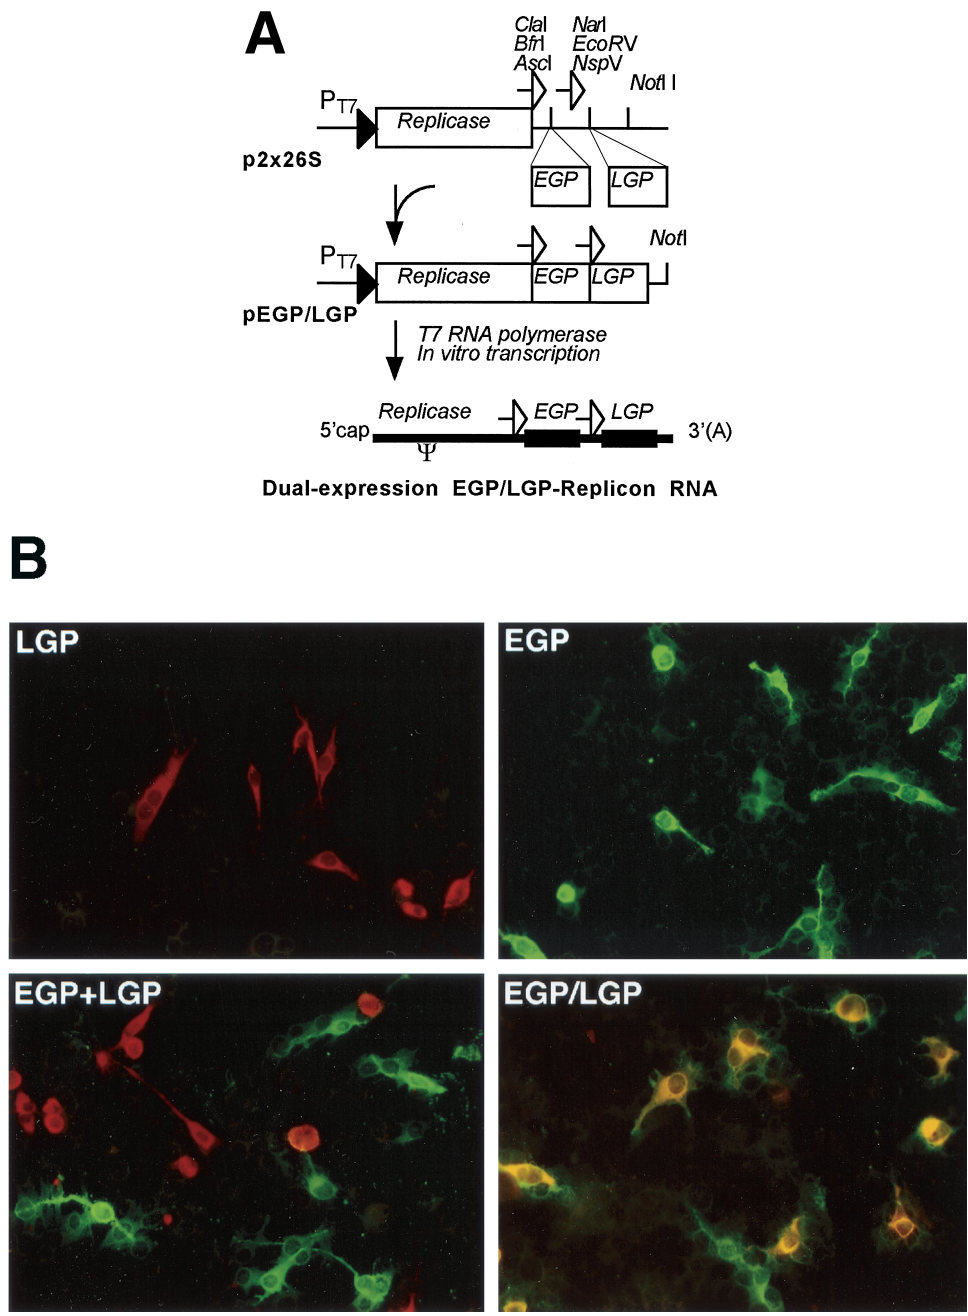 A
ClaI NarI
BfrI EcoRV
AscI NspV
NotI I
PT7
Replicase
p2x26S
EGP LGP
NotI
PT7
Replicase EGP LGP
pEGP/LGP
T7 RNA polymerase
In vitro transcription
Replicase EGP LGP
5'cap 3'(A)
Ψ
Dual-expression EGP/LGP-Replicon RNA
B
LGP EGP
EGP+LGP EGP/LGP